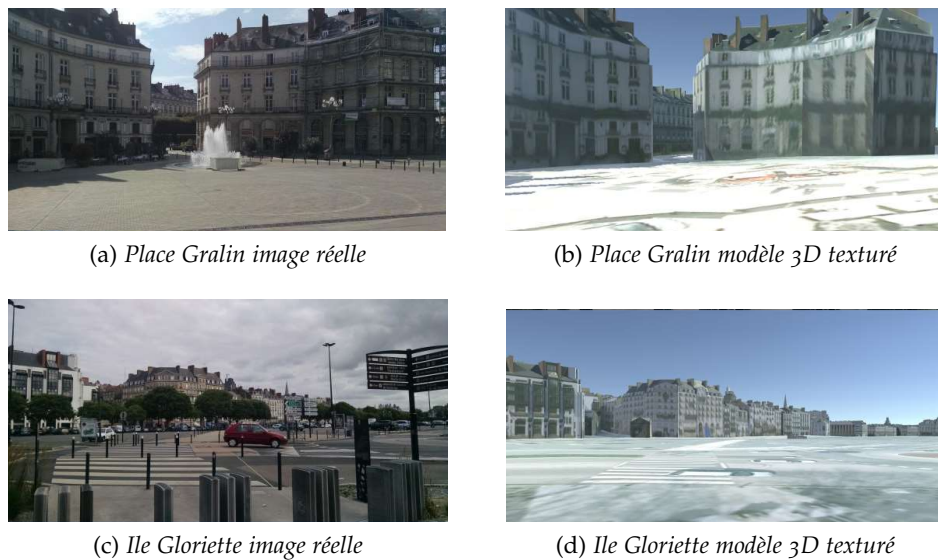 (a) Place Gralin image réelle
(b) Place Gralin modèle 3D texturé
(c) Ile Gloriette image réelle
(d) Ile Gloriette modèle 3D texturé